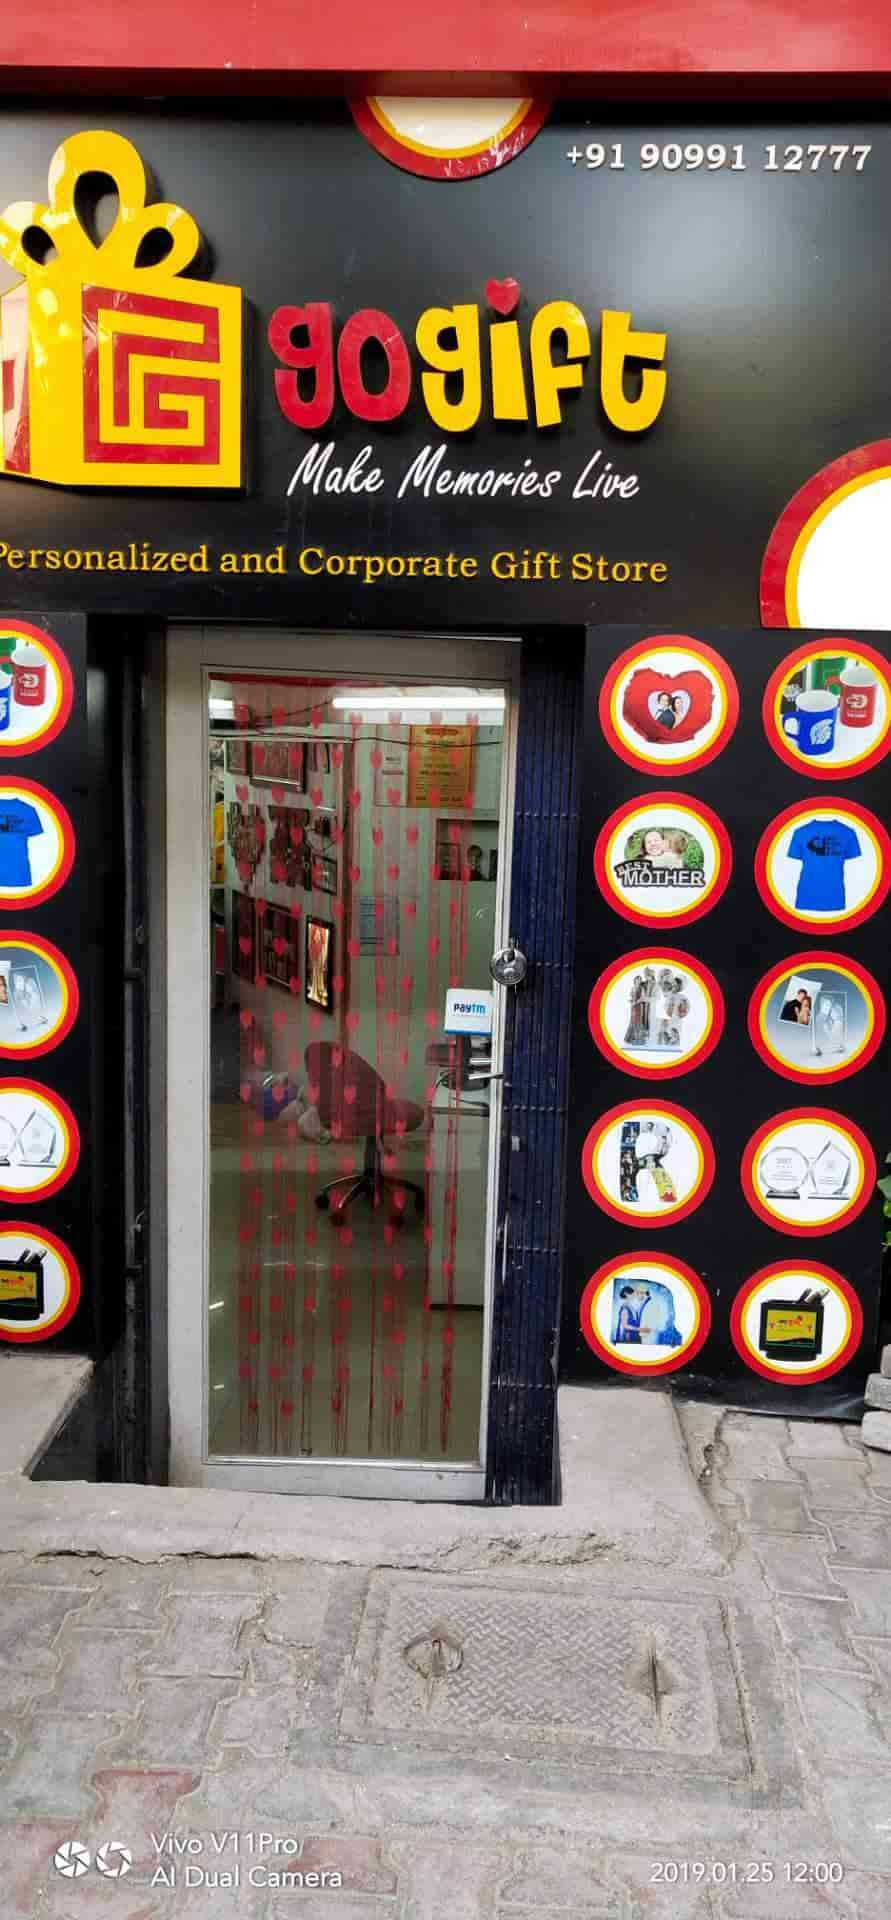 +91 90991 12777
gogift
Make Memories Live
Personalized and Corporate Gift Store
paytm
BEST
MOTHER
Vivo V11Pro
AI Dual Camera
2019.01.25 12:00